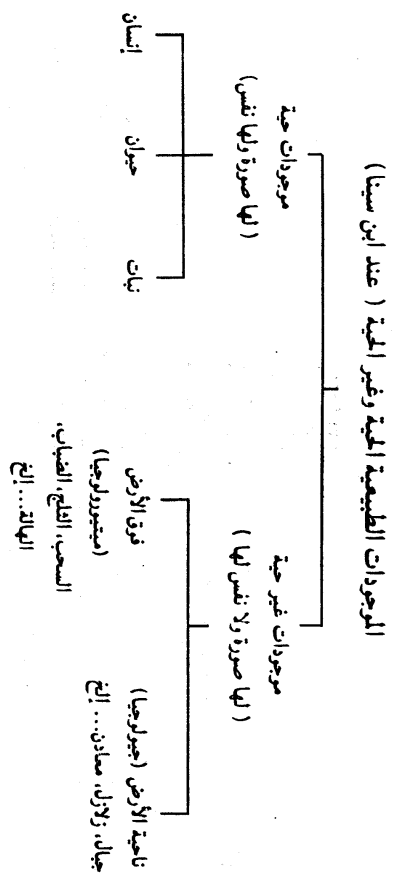 الموجودات الطبيعية الحية وغير الحية ( عند ابن سينا )
موجودات حية
( لها صورة ولها نفس )
موجودات غير حية
( لها صورة ولا نفس لها )
إنسان
حيوان
نبات
فوق الأرض
(ميتيورولوجيا)
السحب، الثلج، الضباب،
الهالة... إلخ
ناحية الأرض (جيولوجيا)
جبال، زلازل، معادن... إلخ